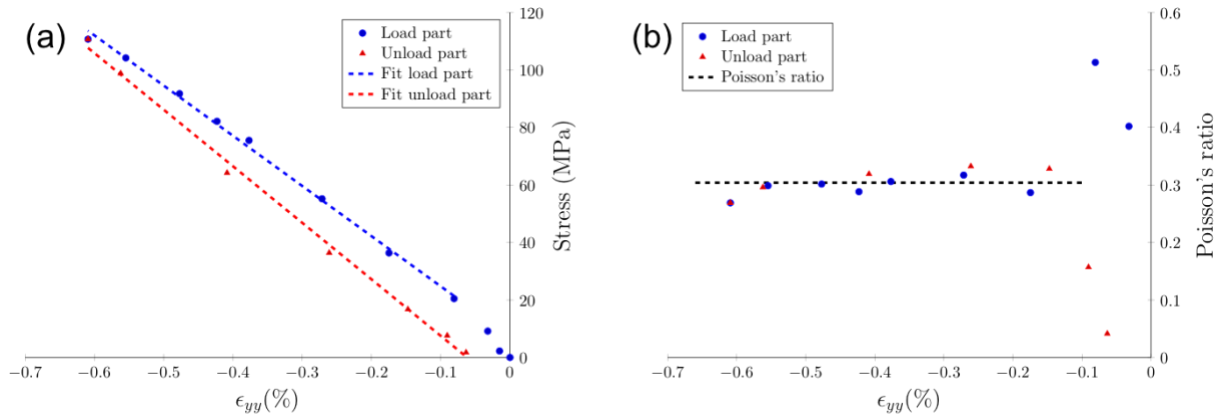 (a)
Load part
Unload part
Fit load part
Fit unload part
120
100
80
60
40
20
0
Stress (MPa)
−0.7 −0.6 −0.5 −0.4 −0.3 −0.2 −0.1 0
ϵyy(%)
(b)
Load part
Unload part
Poisson's ratio
0.6
0.5
0.4
0.3
0.2
0.1
0
Poisson's ratio
−0.7 −0.6 −0.5 −0.4 −0.3 −0.2 −0.1 0
ϵyy(%)